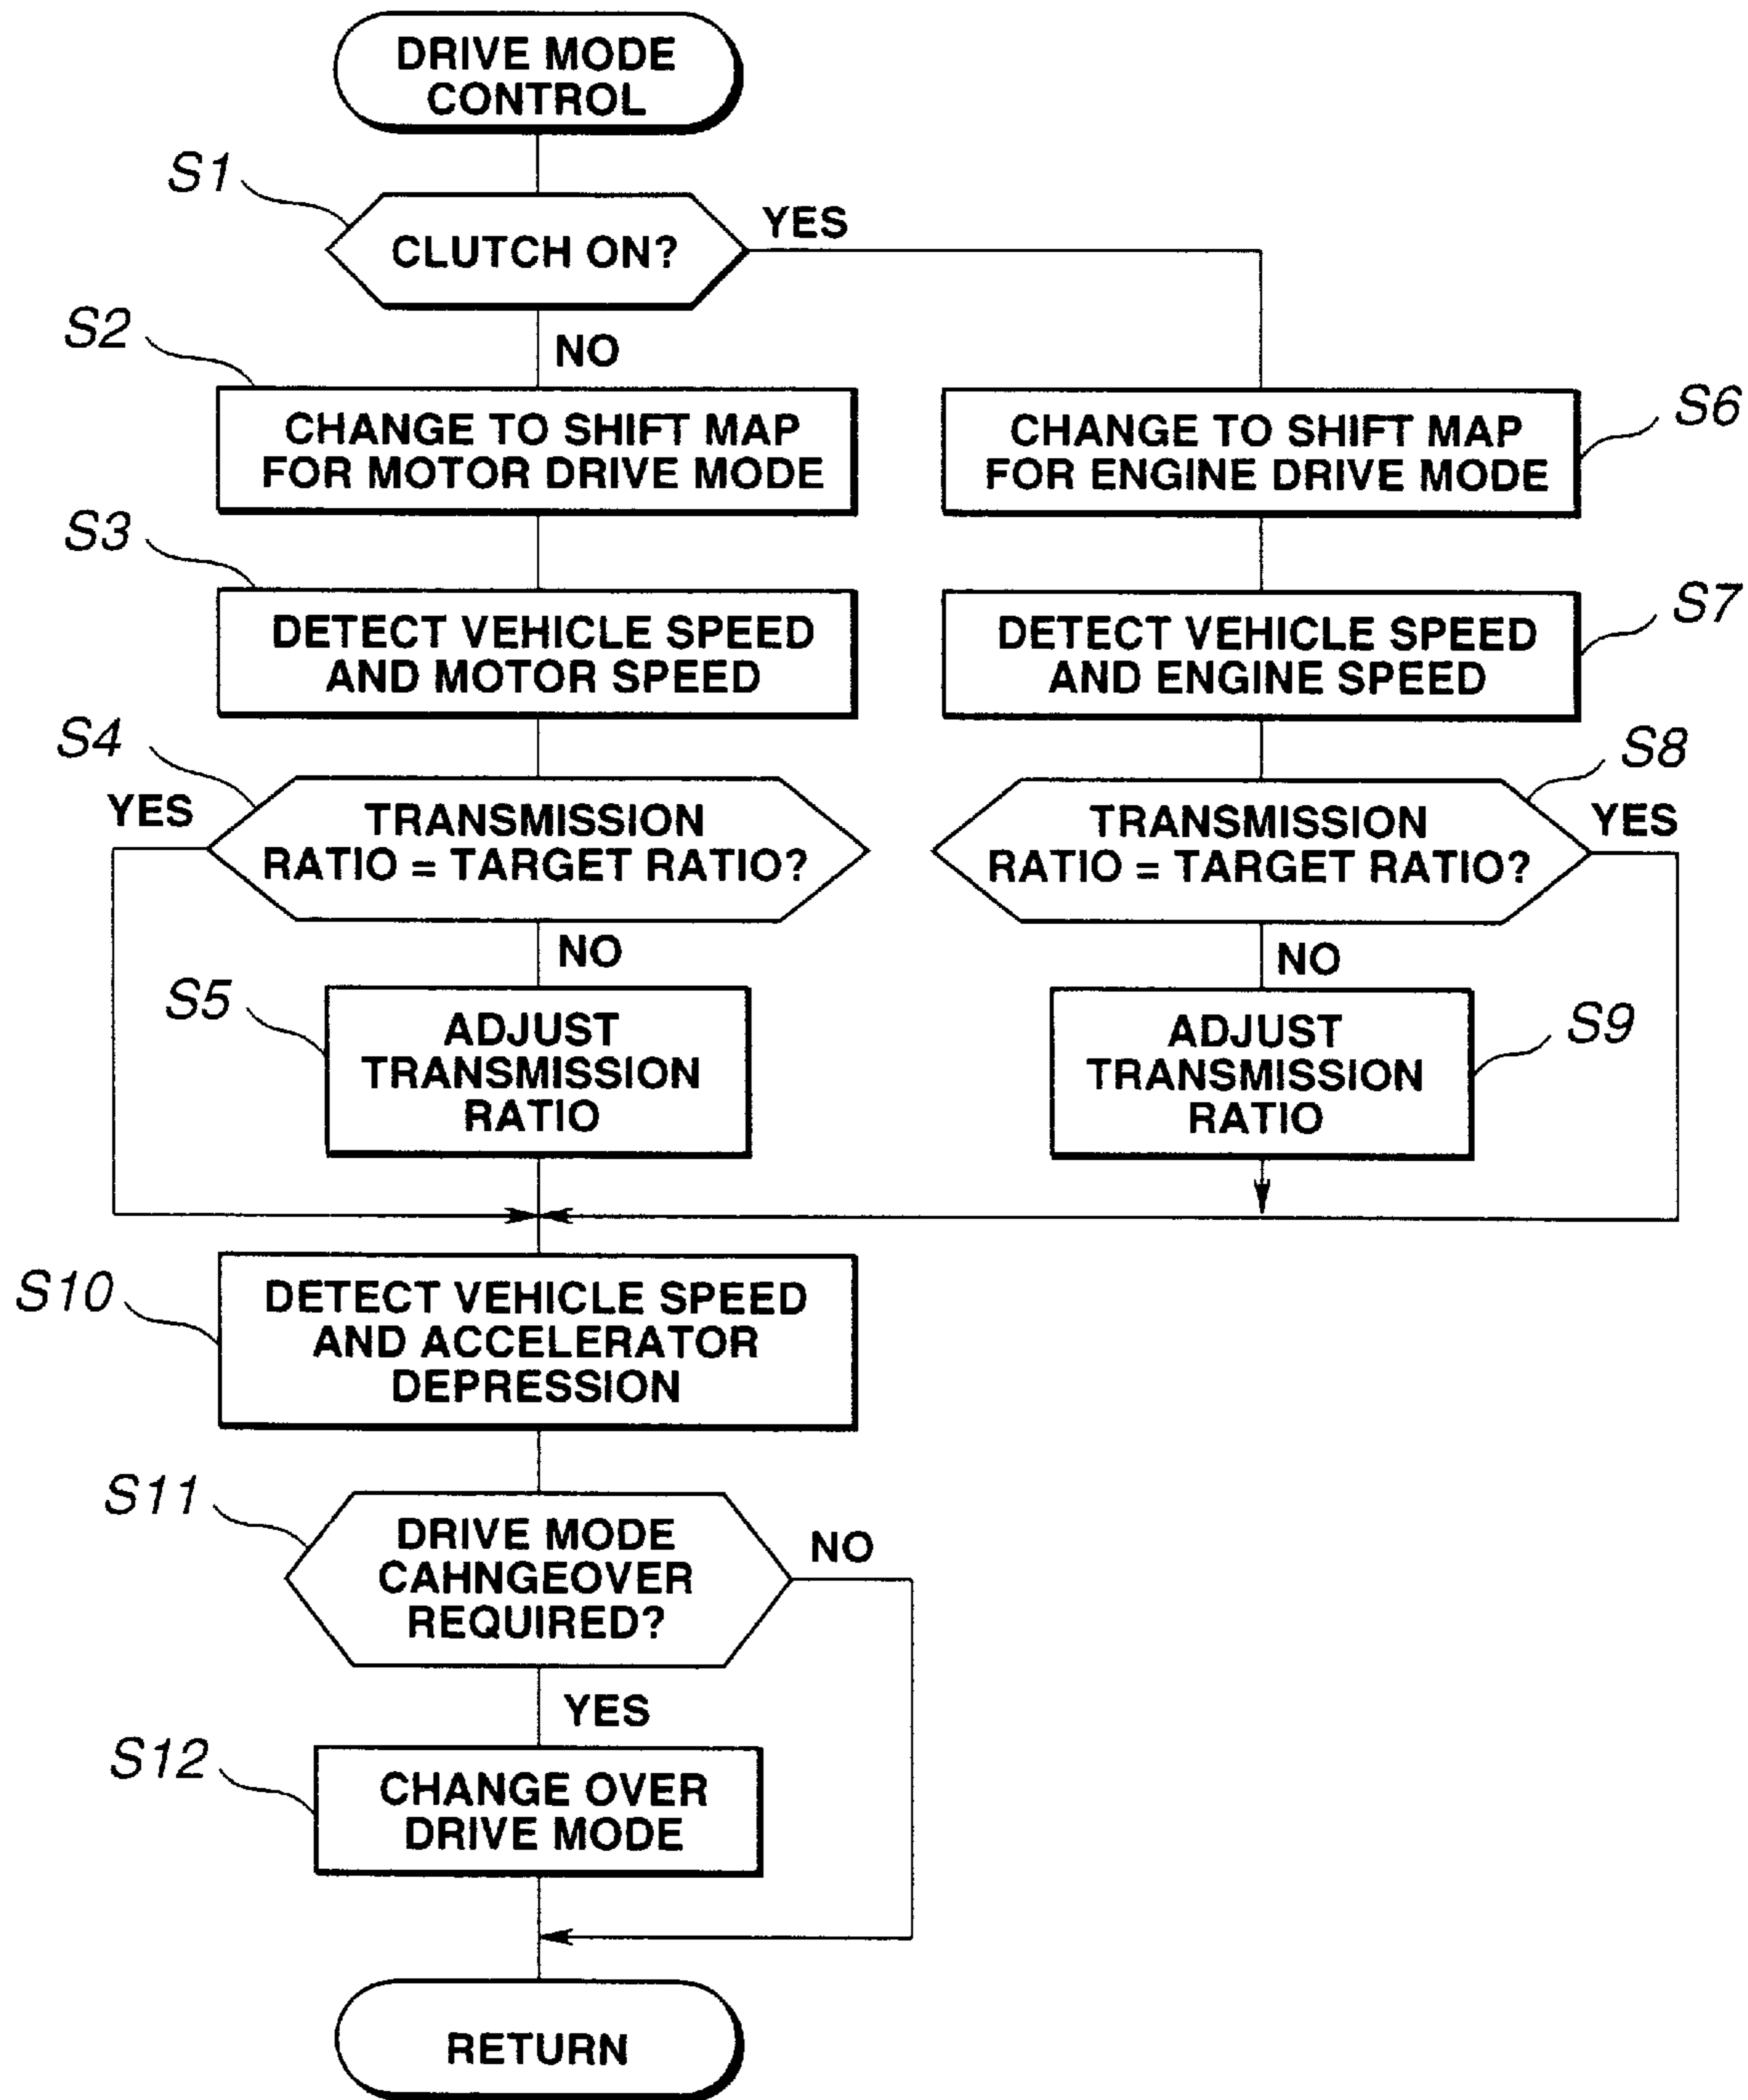 DRIVE MODE
CONTROL
S1
CLUTCH ON?
YES
NO
S2
CHANGE TO SHIFT MAP
FOR MOTOR DRIVE MODE
S3
DETECT VEHICLE SPEED
AND MOTOR SPEED
S4
YES
TRANSMISSION
RATIO = TARGET RATIO?
NO
S5
ADJUST
TRANSMISSION
RATIO
S6
CHANGE TO SHIFT MAP
FOR ENGINE DRIVE MODE
S7
DETECT VEHICLE SPEED
AND ENGINE SPEED
S8
YES
TRANSMISSION
RATIO = TARGET RATIO?
NO
S9
ADJUST
TRANSMISSION
RATIO
S10
DETECT VEHICLE SPEED
AND ACCELERATOR
DEPRESSION
S11
DRIVE MODE
CAHNGEOVER
REQUIRED?
NO
YES
S12
CHANGE OVER
DRIVE MODE
RETURN